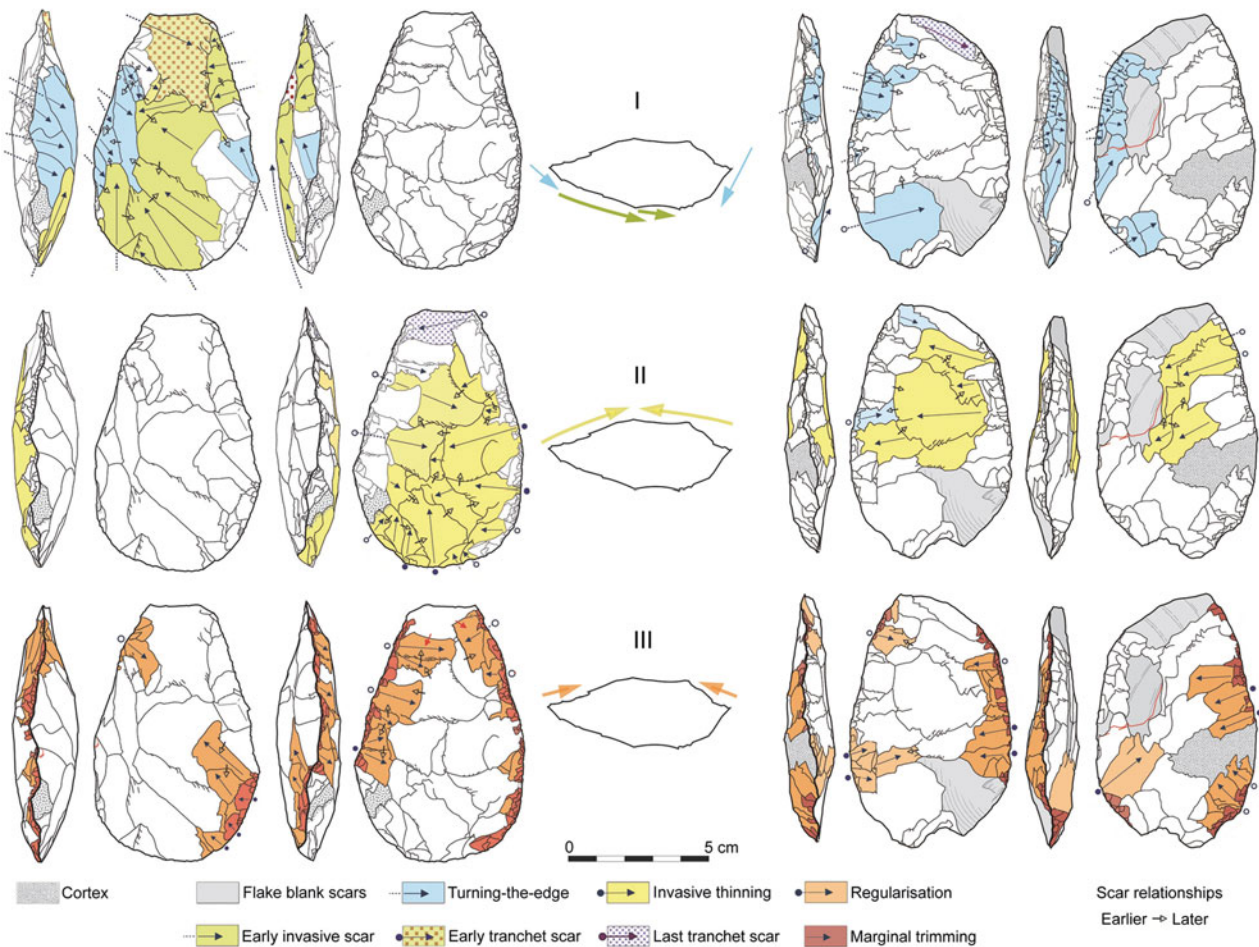 I
II
III
0 5 cm
Cortex Flake blank scars Turning-the-edge Invasive thinning Regularisation Scar relationships
Early invasive scar Early tranchet scar Last tranchet scar Marginal trimming Earlier Later